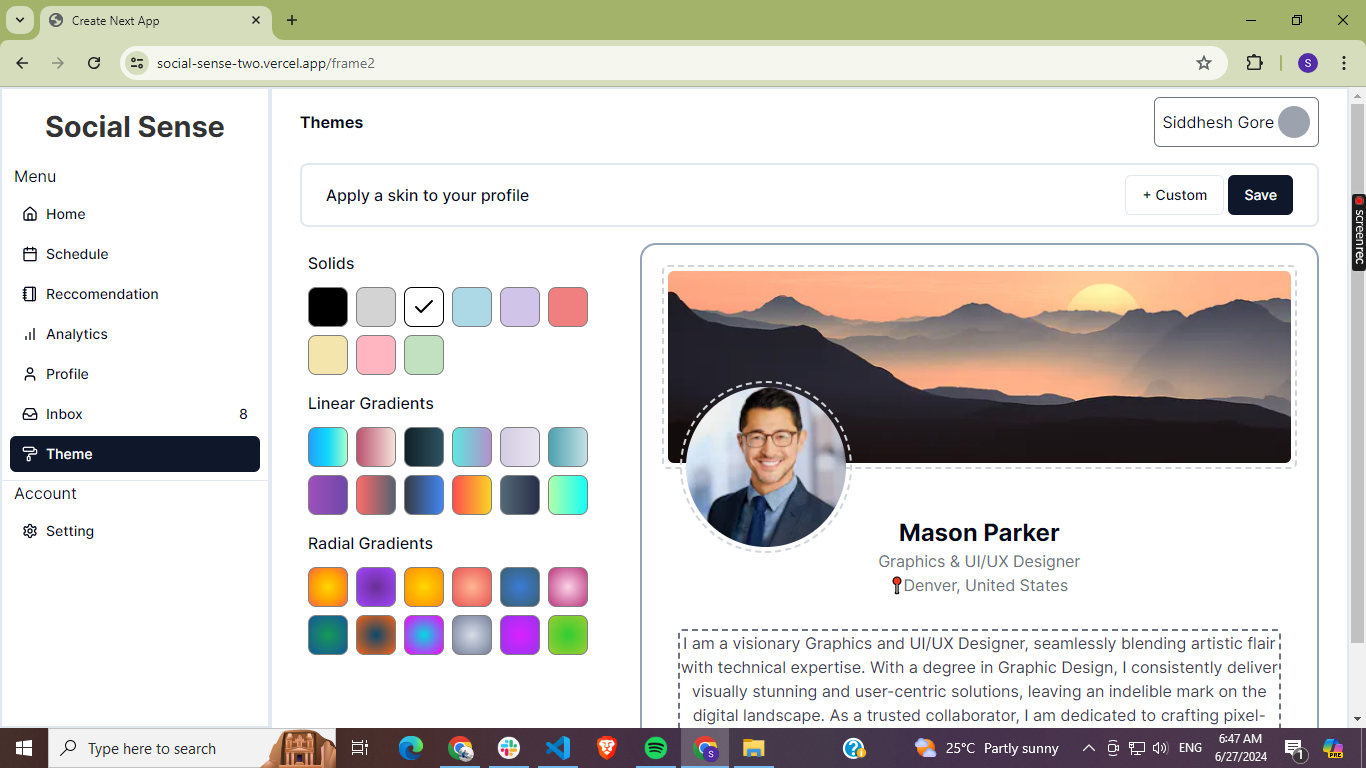 Create Next App
social-sense-two.vercel.app/frame2
S
Social Sense
Menu
Home
Schedule
Reccomendation
Analytics
Profile
Inbox 8
Theme
Account
Setting
Themes
Siddhesh Gore
Apply a skin to your profile
+ Custom
Save
Solids
Linear Gradients
Radial Gradients
Mason Parker
Graphics & UI/UX Designer
Denver, United States
I am a visionary Graphics and UI/UX Designer, seamlessly blending artistic flair
with technical expertise. With a degree in Graphic Design, I consistently deliver
visually stunning and user-centric solutions, leaving an indelible mark on the
digital landscape. As a trusted collaborator, I am dedicated to crafting pixel-
screenrec
Type here to search
S
25°C Partly sunny
ENG
6:47 AM
6/27/2024
1
PRE